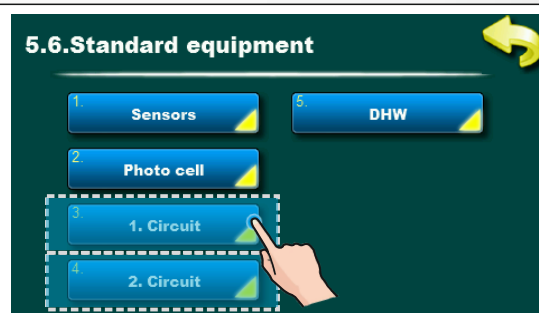 5.6.Standard equipment
1.
Sensors
5.
DHW
2.
Photo cell
3.
1. Circuit
4.
2. Circuit